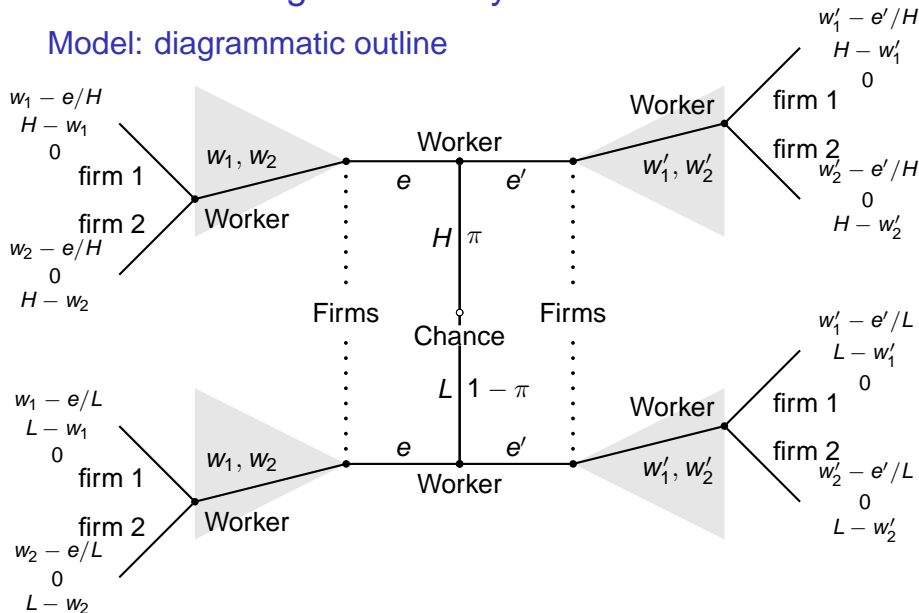 Model: diagrammatic outline
w₁ − e/H
H − w₁
0
firm 1
firm 2
w₂ − e/H
0
H − w₂
w₁, w₂
Worker
e
Worker
e′
H
π
Firms
Chance
Firms
L
1 − π
Worker
w′₁, w′₂
w′₁ − e′/H
H − w′₁
0
firm 1
firm 2
w′₂ − e′/H
0
H − w′₂
w₁ − e/L
L − w₁
0
firm 1
firm 2
w₂ − e/L
0
L − w₂
w₁, w₂
Worker
e
Worker
e′
Worker
w′₁, w′₂
w′₁ − e′/L
L − w′₁
0
firm 1
firm 2
w′₂ − e′/L
0
L − w′₂